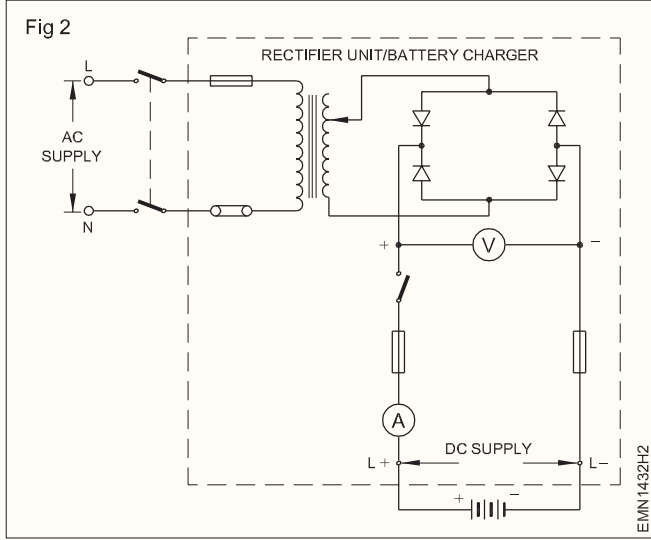 Fig 2
RECTIFIER UNIT/BATTERY CHARGER
L
AC
SUPPLY
N
+
V
–
A
DC SUPPLY
L +
L–
+
–
EMN1432H2